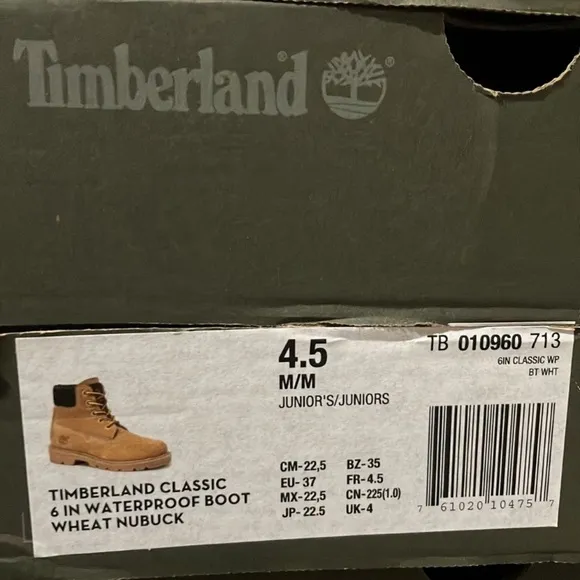 Timberland®
®
4.5
M/M
JUNIOR'S/JUNIORS
TB 010960 713
6IN CLASSIC WP
BT WHT
TIMBERLAND CLASSIC
6 IN WATERPROOF BOOT
WHEAT NUBUCK
CM-22,5 BZ-35
EU- 37 FR-4.5
MX-22,5 CN-225(1.0)
JP- 22.5 UK-4
7 61020 10475 7